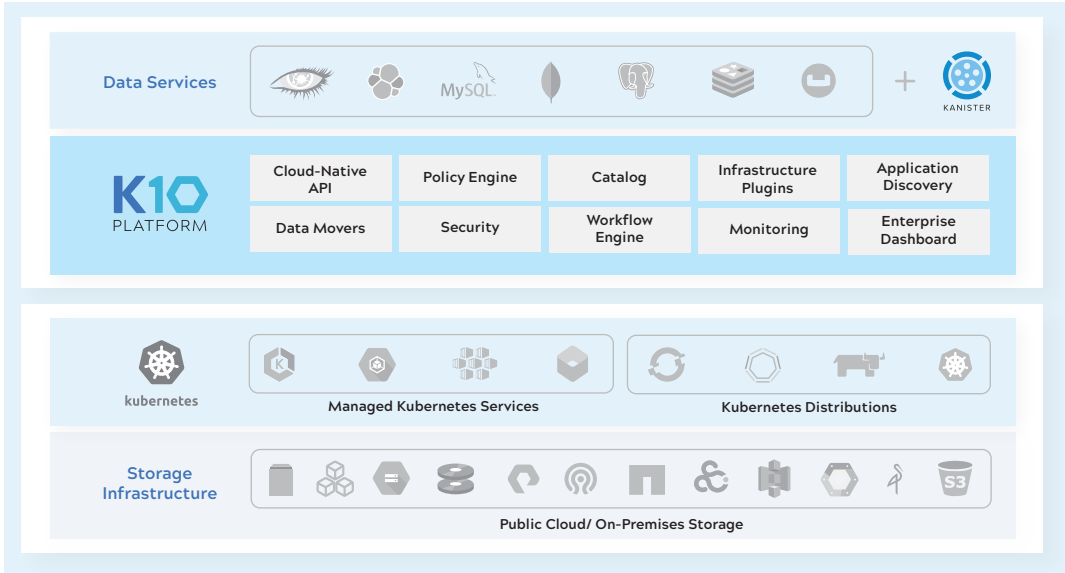 Data Services
MySQL
+
KANISTER
K10
PLATFORM
Cloud-Native
API
Policy Engine
Catalog
Infrastructure
Plugins
Application
Discovery
Data Movers
Security
Workflow
Engine
Monitoring
Enterprise
Dashboard
kubernetes
K
Managed Kubernetes Services
Kubernetes Distributions
Storage
Infrastructure
S3
Public Cloud/ On-Premises Storage